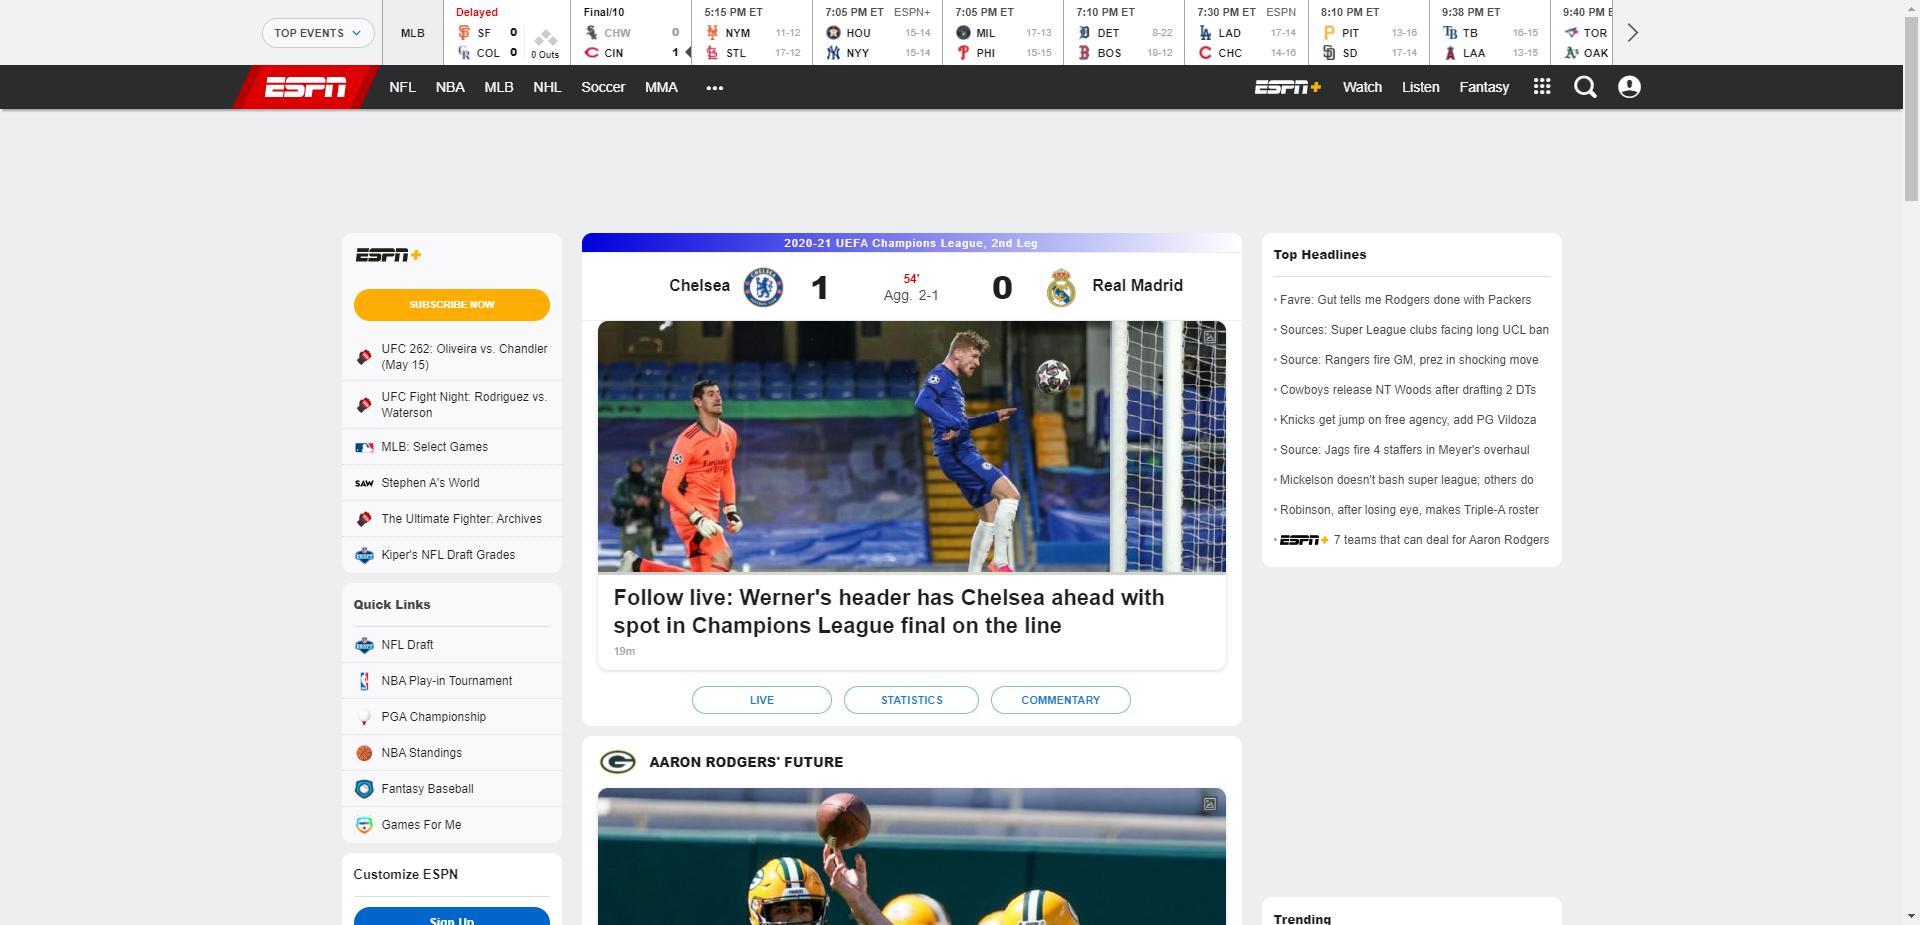 TOP EVENTS
MLB
Delayed
SF 0
COL 0
0 Outs
Final/10
CHW 0
CIN 1
5:15 PM ET
NYM 11-12
STL 17-12
7:05 PM ET ESPN+
HOU 15-14
NYY 15-14
7:05 PM ET
MIL 17-13
PHI 15-15
7:10 PM ET
DET 8-22
BOS 18-12
7:30 PM ET ESPN
LAD 17-14
CHC 14-16
8:10 PM ET
PIT 13-16
SD 17-14
9:38 PM ET
TB 16-15
LAA 13-15
9:40 PM E
TOR
OAK
ESPN NFL NBA MLB NHL Soccer MMA ••• ESPN+ Watch Listen Fantasy
ESPN+
SUBSCRIBE NOW
UFC 262: Oliveira vs. Chandler
(May 15)
UFC Fight Night: Rodriguez vs.
Waterson
MLB: Select Games
SAW Stephen A's World
The Ultimate Fighter: Archives
Kiper's NFL Draft Grades
Quick Links
NFL Draft
NBA Play-in Tournament
PGA Championship
NBA Standings
Fantasy Baseball
Games For Me
Customize ESPN
Sign Up
2020-21 UEFA Champions League, 2nd Leg
Chelsea 1 54' 0 Real Madrid
Agg. 2-1
Follow live: Werner's header has Chelsea ahead with
spot in Champions League final on the line
19m
LIVE STATISTICS COMMENTARY
AARON RODGERS' FUTURE
Top Headlines
Favre: Gut tells me Rodgers done with Packers
Sources: Super League clubs facing long UCL ban
Source: Rangers fire GM, prez in shocking move
Cowboys release NT Woods after drafting 2 DTs
Knicks get jump on free agency, add PG Vildoza
Source: Jags fire 4 staffers in Meyer's overhaul
Mickelson doesn't bash super league; others do
Robinson, after losing eye, makes Triple-A roster
ESPN+ 7 teams that can deal for Aaron Rodgers
Trending